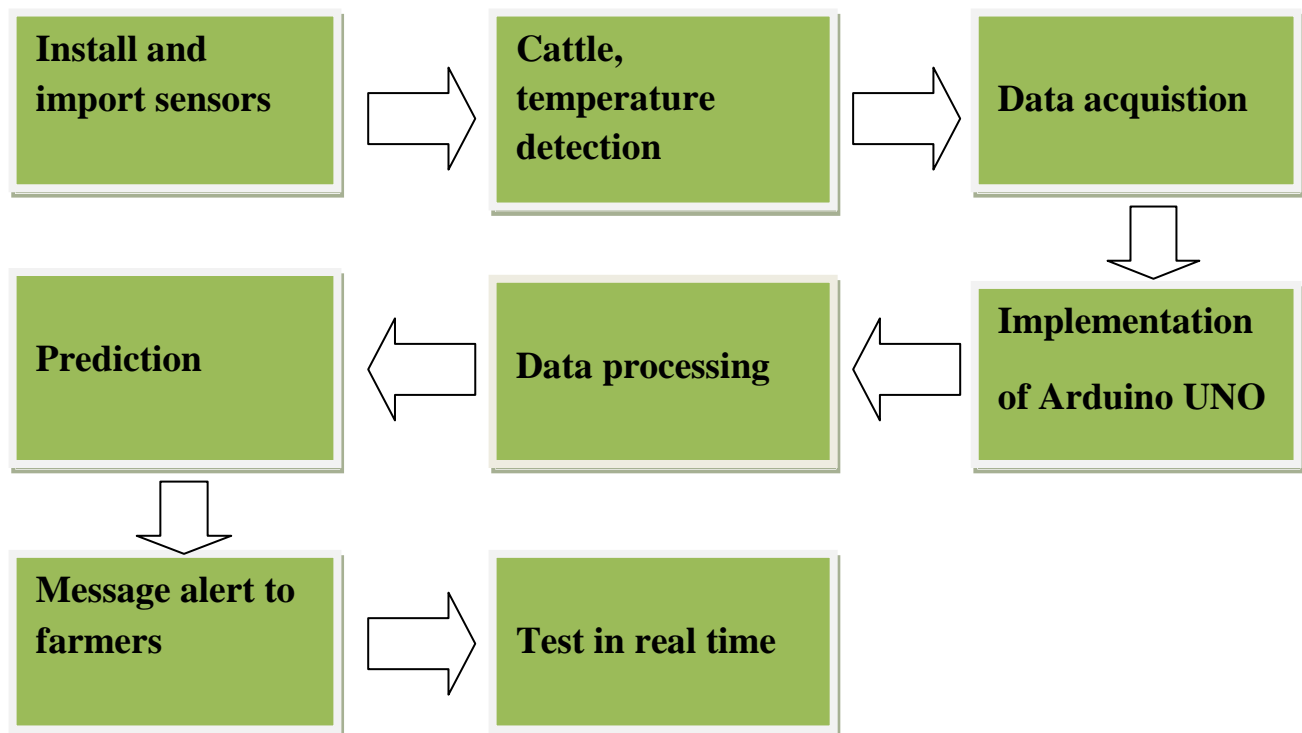 Install and
import sensors
Cattle,
temperature
detection
Data acquistion
Implementation
of Arduino UNO
Data processing
Prediction
Message alert to
farmers
Test in real time